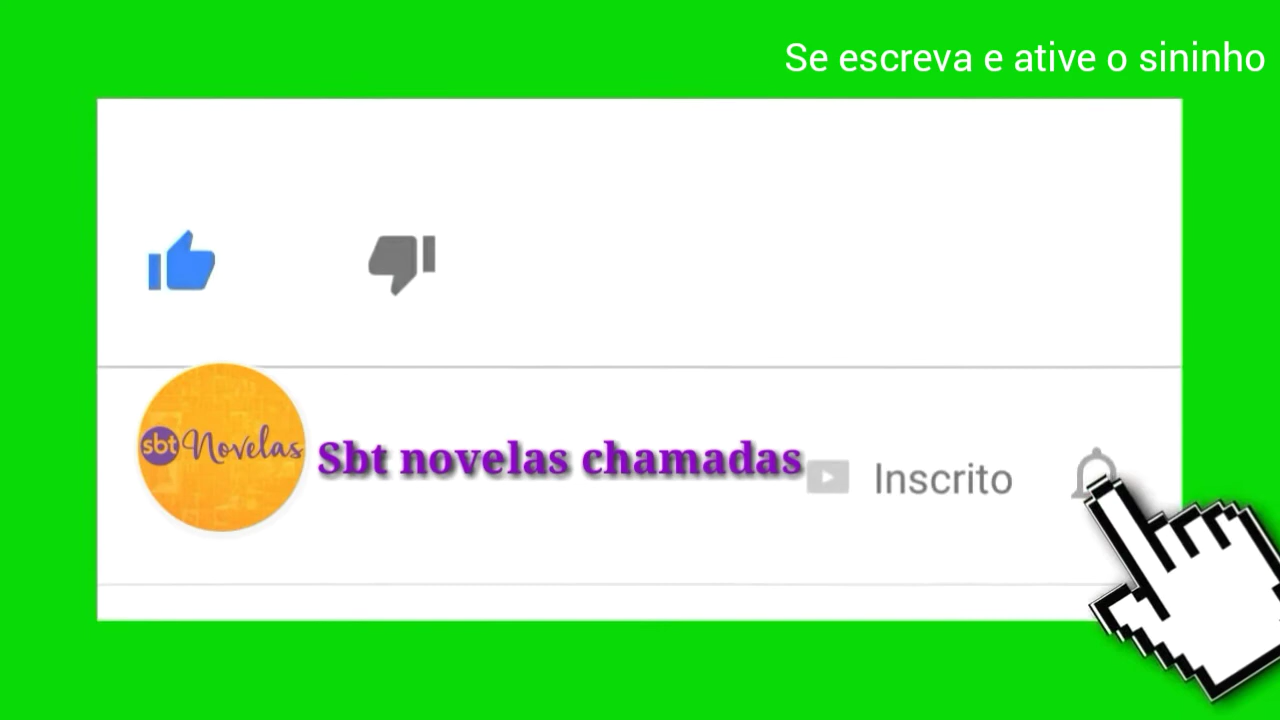 Se escreva e ative o sininho
sbt Novelas
Sbt novelas chamadas
Inscrito